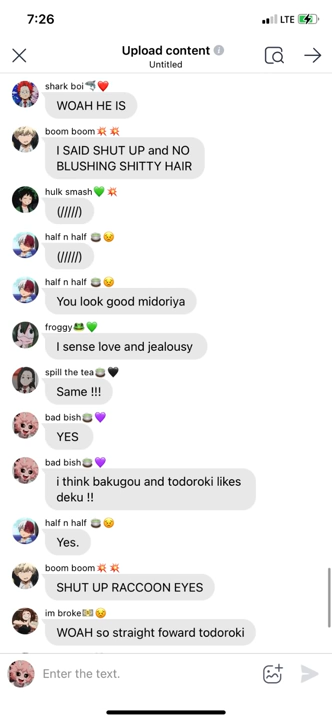 7:26
LTE
Upload content
Untitled
shark boi🦈❤️
WOAH HE IS
boom boom💥 💥
I SAID SHUT UP and NO
BLUSHING SHITTY HAIR
hulk smash💚 💥
(/////)
half n half 🍵😣
(/////)
half n half 🍵😣
You look good midoriya
froggy🐸💚
I sense love and jealousy
spill the tea🍵🖤
Same !!!
bad bish🍵💜
YES
bad bish🍵💜
i think bakugou and todoroki likes
deku !!
half n half 🍵😣
Yes.
boom boom💥 💥
SHUT UP RACCOON EYES
im broke💵😣
WOAH so straight foward todoroki
Enter the text.